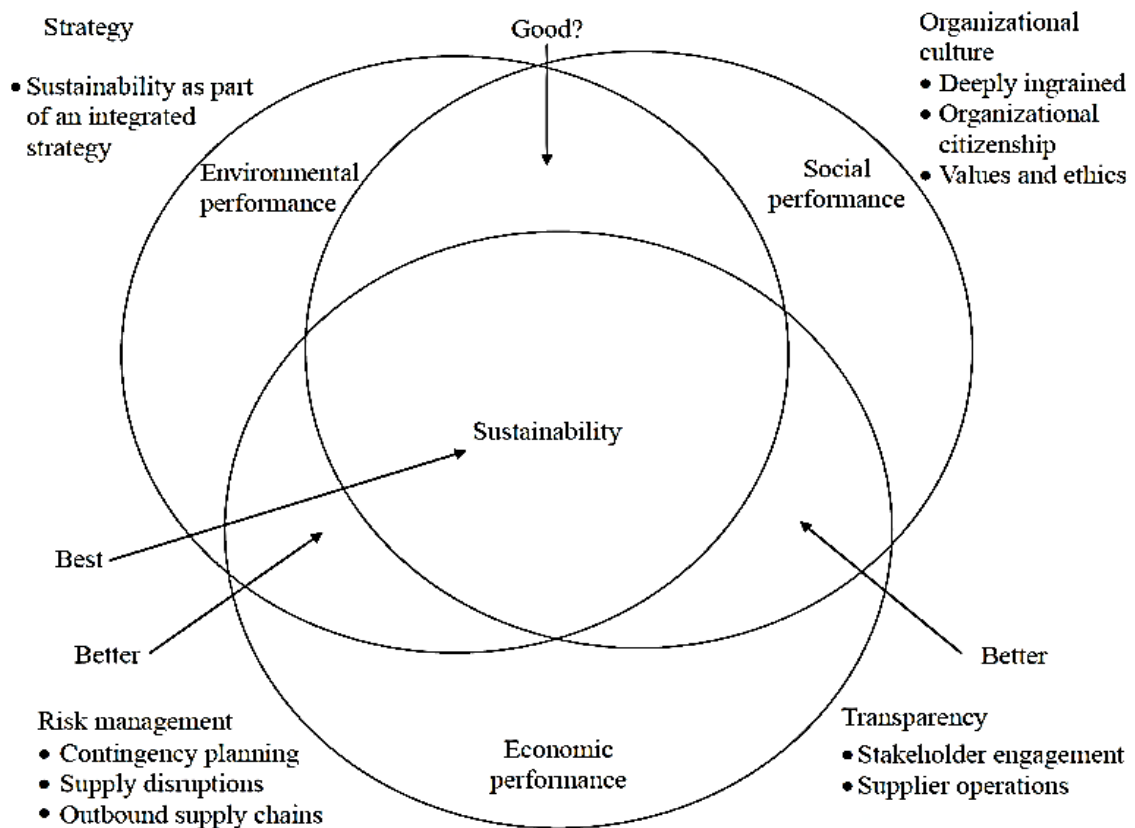 Strategy
• Sustainability as part
of an integrated
strategy
Good?
Organizational
culture
• Deeply ingrained
• Organizational
citizenship
• Values and ethics
Environmental
performance
Social
performance
Sustainability
Best
Better
Better
Risk management
• Contingency planning
• Supply disruptions
• Outbound supply chains
Economic
performance
Transparency
• Stakeholder engagement
• Supplier operations